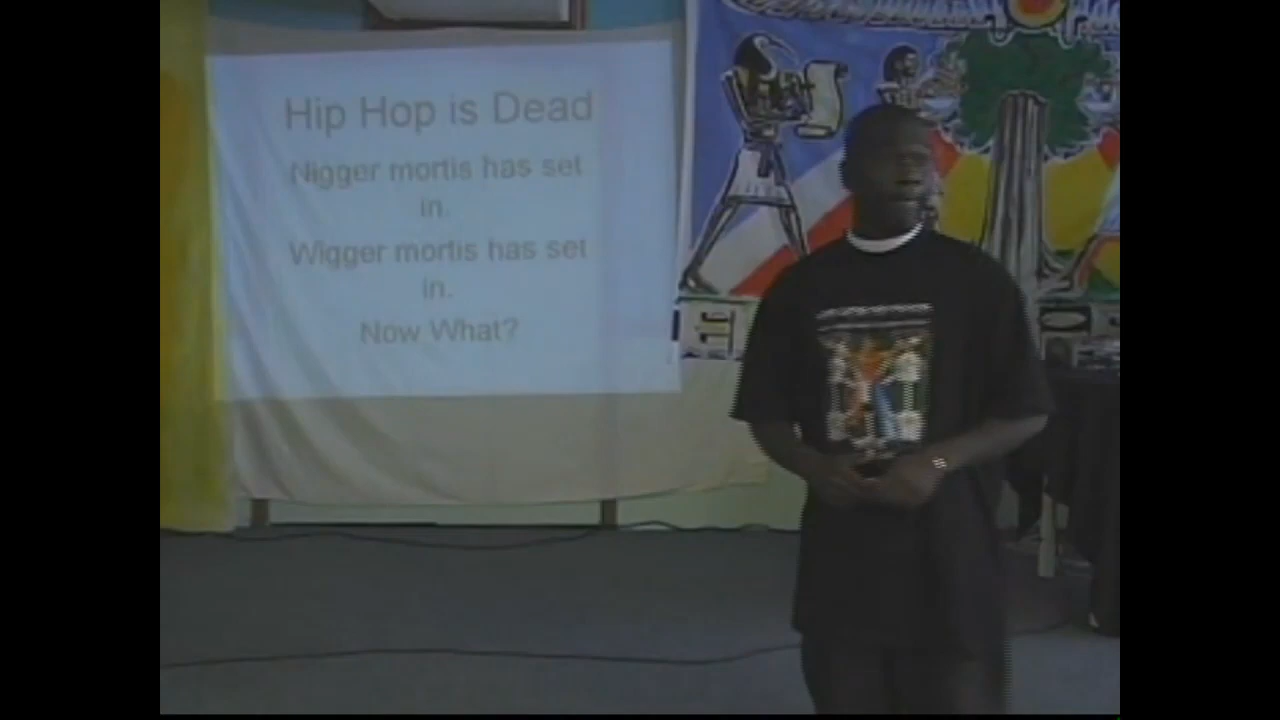 Hip Hop is Dead
Nigger mortis has set
in.
Wigger mortis has set
in.
Now What?